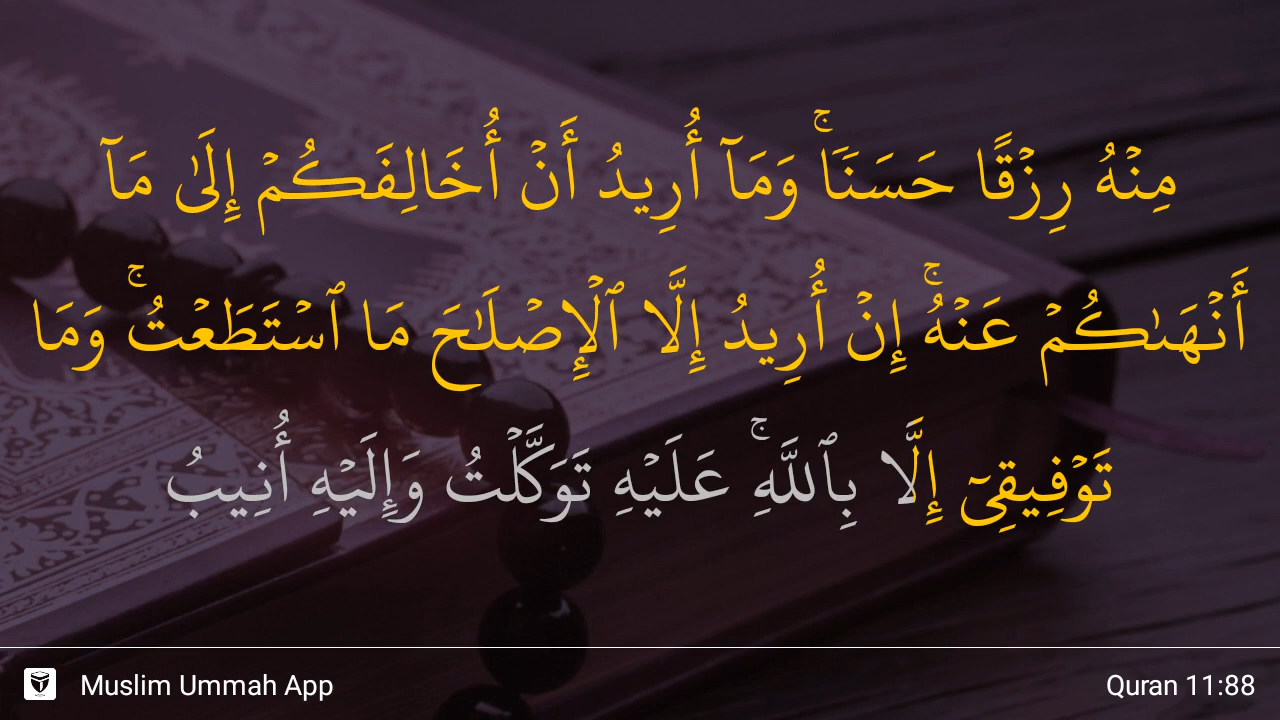 مِنْهُ رِزْقًا حَسَنًۭا ۚ وَمَآ أُرِيدُ أَنْ أُخَالِفَكُمْ إِلَىٰ مَآ
أَنْهَىٰكُمْ عَنْهُ ۚ إِنْ أُرِيدُ إِلَّا ٱلْإِصْلَـٰحَ مَا ٱسْتَطَعْتُ ۚ وَمَا
تَوْفِيقِىٓ إِلَّا بِٱللَّهِ ۚ عَلَيْهِ تَوَكَّلْتُ وَإِلَيْهِ أُنِيبُ
Muslim Ummah App
Quran 11:88